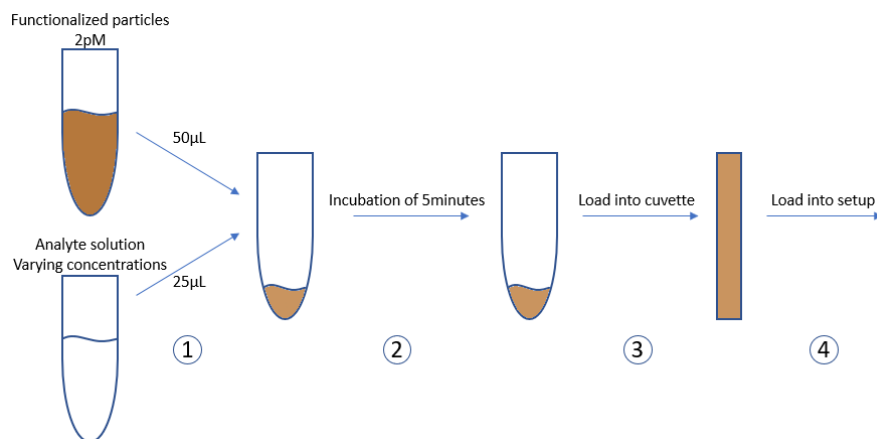 Functionalized particles
2pM
50µL
Analyte solution
Varying concentrations
25µL
Incubation of 5minutes
Load into cuvette
Load into setup
1
2
3
4